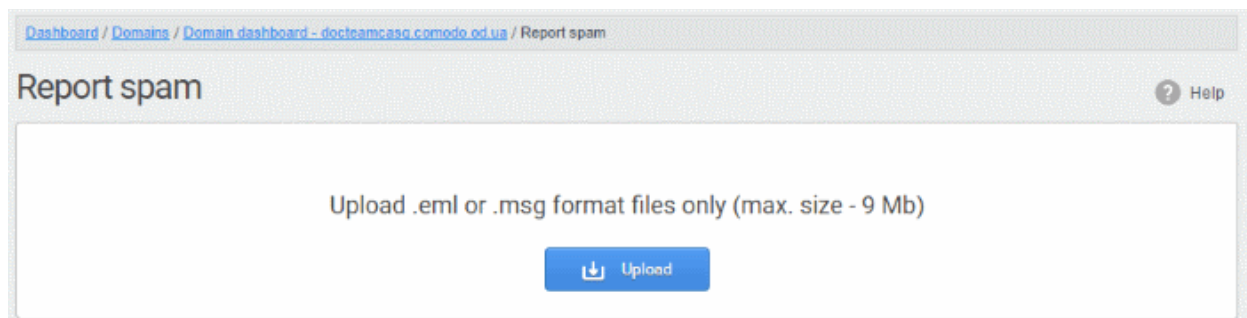 Dashboard / Domains / Domain dashboard - docteamcasg.comodo.od.ua / Report spam
Report spam
Help
Upload .eml or .msg format files only (max. size - 9 Mb)
Upload